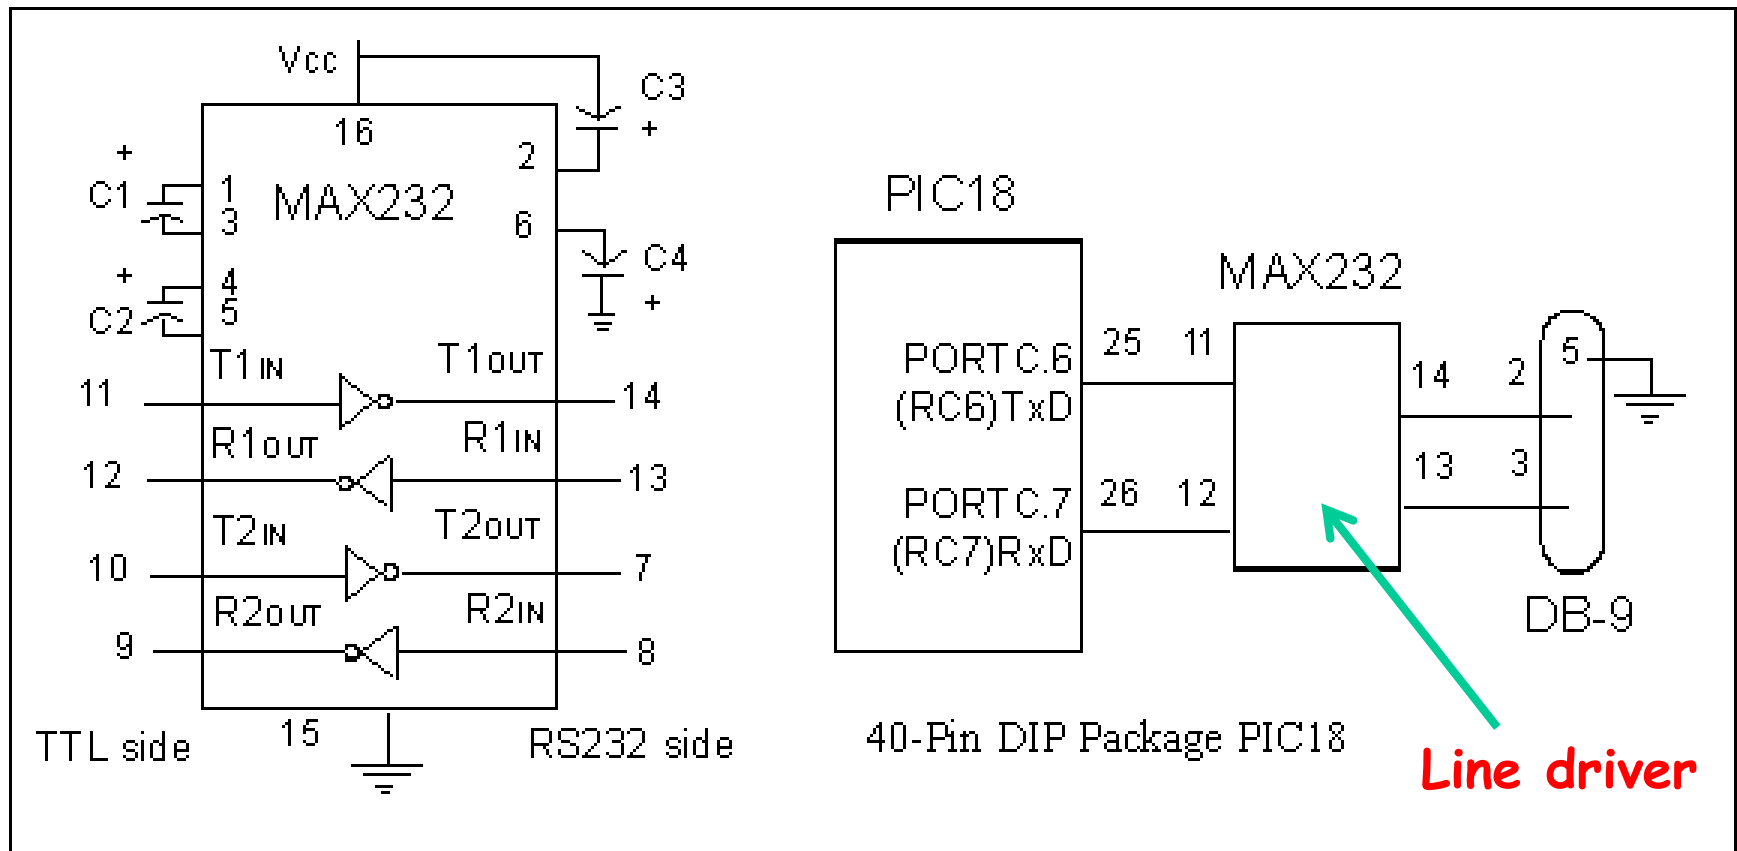 Vcc
C3
+
16
2
+
C1
1
3
MAX232
6
C4
+
+
C2
4
5
T1IN
T1OUT
11
14
R1OUT
R1IN
12
13
T2IN
T2OUT
10
7
R2OUT
R2IN
9
8
15
TTL side
RS232 side
PIC18
MAX232
PORTC.6
(RC6)TxD
25
11
14
2
5
PORTC.7
(RC7)RxD
26
12
13
3
DB-9
40-Pin DIP Package PIC18
Line driver